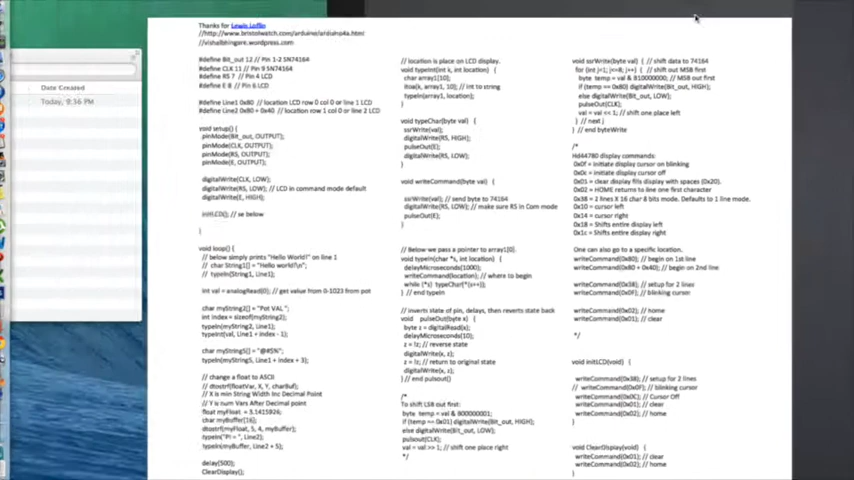 Date Created
Today, 9:36 PM
Thanks for Lewis Loflin
//http://www.bristolwatch.com/arduino/arduino4a.htm
//vishalbhingare.wordpress.com
#define Bit_out 12 // Pin 1-2 SN74164
#define CLK 11 // Pin 9 SN74164
#define RS 7 // Pin 4 LCD
#define E 8 // Pin 6 LCD
#define Line1 0x80 // location LCD row 0 col 0 or line 1 LCD
#define Line2 0x80 + 0x40 // location row 1 col 0 or line 2 LCD
void setup() {
pinMode(Bit_out, OUTPUT);
pinMode(CLK, OUTPUT);
pinMode(RS, OUTPUT);
pinMode(E, OUTPUT);
digitalWrite(CLK, LOW);
digitalWrite(RS, LOW); // LCD in command mode default
digitalWrite(E, HIGH);
initLCD(); // se below
}
void loop() {
// below simply prints "Hello World!" on line 1
// char String1[] = "Hello world!\n";
// typeln(String1, Line1);
int val = analogRead(0); // get value from 0-1023 from pot
char myString2[] = "Pot VAL ";
int index = sizeof(myString2);
typeln(myString2, Line1);
typeInt(val, Line1 + index - 1);
char myString5[] = "@#$%";
typeln(myString5, Line1 + index + 3);
// change a float to ASCII
// dtostrf(floatVar, X, Y, charBuf);
// X is min String Width Inc Decimal Point
// Y is num Vars After Decimal point
float myFloat = 3.1415926;
char myBuffer[16];
dtostrf(myFloat, 5, 4, myBuffer);
typeln("Pi = ", Line2);
typeln(myBuffer, Line2 + 5);
delay(500);
ClearDisplay();
// location is place on LCD display.
void typeInt(int k, int location) {
char array1[10];
itoa(k, array1, 10); // int to string
typeln(array1, location);
}
void typeChar(byte val) {
ssrWrite(val);
digitalWrite(RS, HIGH);
pulseOut(E);
digitalWrite(RS, LOW);
}
void writeCommand(byte val) {
ssrWrite(val); // send byte to 74164
digitalWrite(RS, LOW); // make sure RS in Com mode
pulseOut(E);
}
// Below we pass a pointer to array1[0].
void typeln(char *s, int location) {
delayMicroseconds(1000);
writeCommand(location); // where to begin
while (*s) typeChar(*(s++));
} // end typeln
// inverts state of pin, delays, then reverts state back
void pulseOut(byte x) {
byte z = digitalRead(x);
delayMicroseconds(10);
z = !z; // reverse state
digitalWrite(x, z);
z = !z; // return to original state
digitalWrite(x, z);
} // end pulsout()
/*
To shift LSB out first:
byte temp = val & B00000001;
if (temp == 0x01) digitalWrite(Bit_out, HIGH);
else digitalWrite(Bit_out, LOW);
pulsout(CLK);
val = val >> 1; // shift one place right
*/
void ssrWrite(byte val) { // shift data to 74164
for (int j=1; j<=8; j++) { // shift out MSB first
byte temp = val & B10000000; // MSB out first
if (temp == 0x80) digitalWrite(Bit_out, HIGH);
else digitalWrite(Bit_out, LOW);
pulseOut(CLK);
val = val << 1; // shift one place left
} // next j
} // end byteWrite
/*
Hd44780 display commands:
0x0f = initiate display cursor on blinking
0x0c = initiate display cursor off
0x01 = clear display fills display with spaces (0x20).
0x02 = HOME returns to line one first character
0x38 = 2 lines X 16 char 8 bits mode. Defaults to 1 line mode.
0x10 = cursor left
0x14 = cursor right
0x18 = Shifts entire display left
0x1c = Shifts entire display right
One can also go to a specific location.
writeCommand(0x80); // begin on 1st line
writeCommand(0x80 + 0x40); // begin on 2nd line
writeCommand(0x38); // setup for 2 lines
writeCommand(0x0F); // blinking cursor
writeCommand(0x02); // home
writeCommand(0x01); // clear
*/
void initLCD(void) {
writeCommand(0x38); // setup for 2 lines
// writeCommand(0x0F); // blinking cursor
writeCommand(0x0C); // Cursor Off
writeCommand(0x01); // clear
writeCommand(0x02); // home
}
void ClearDisplay(void) {
writeCommand(0x01); // clear
writeCommand(0x02); // home
}